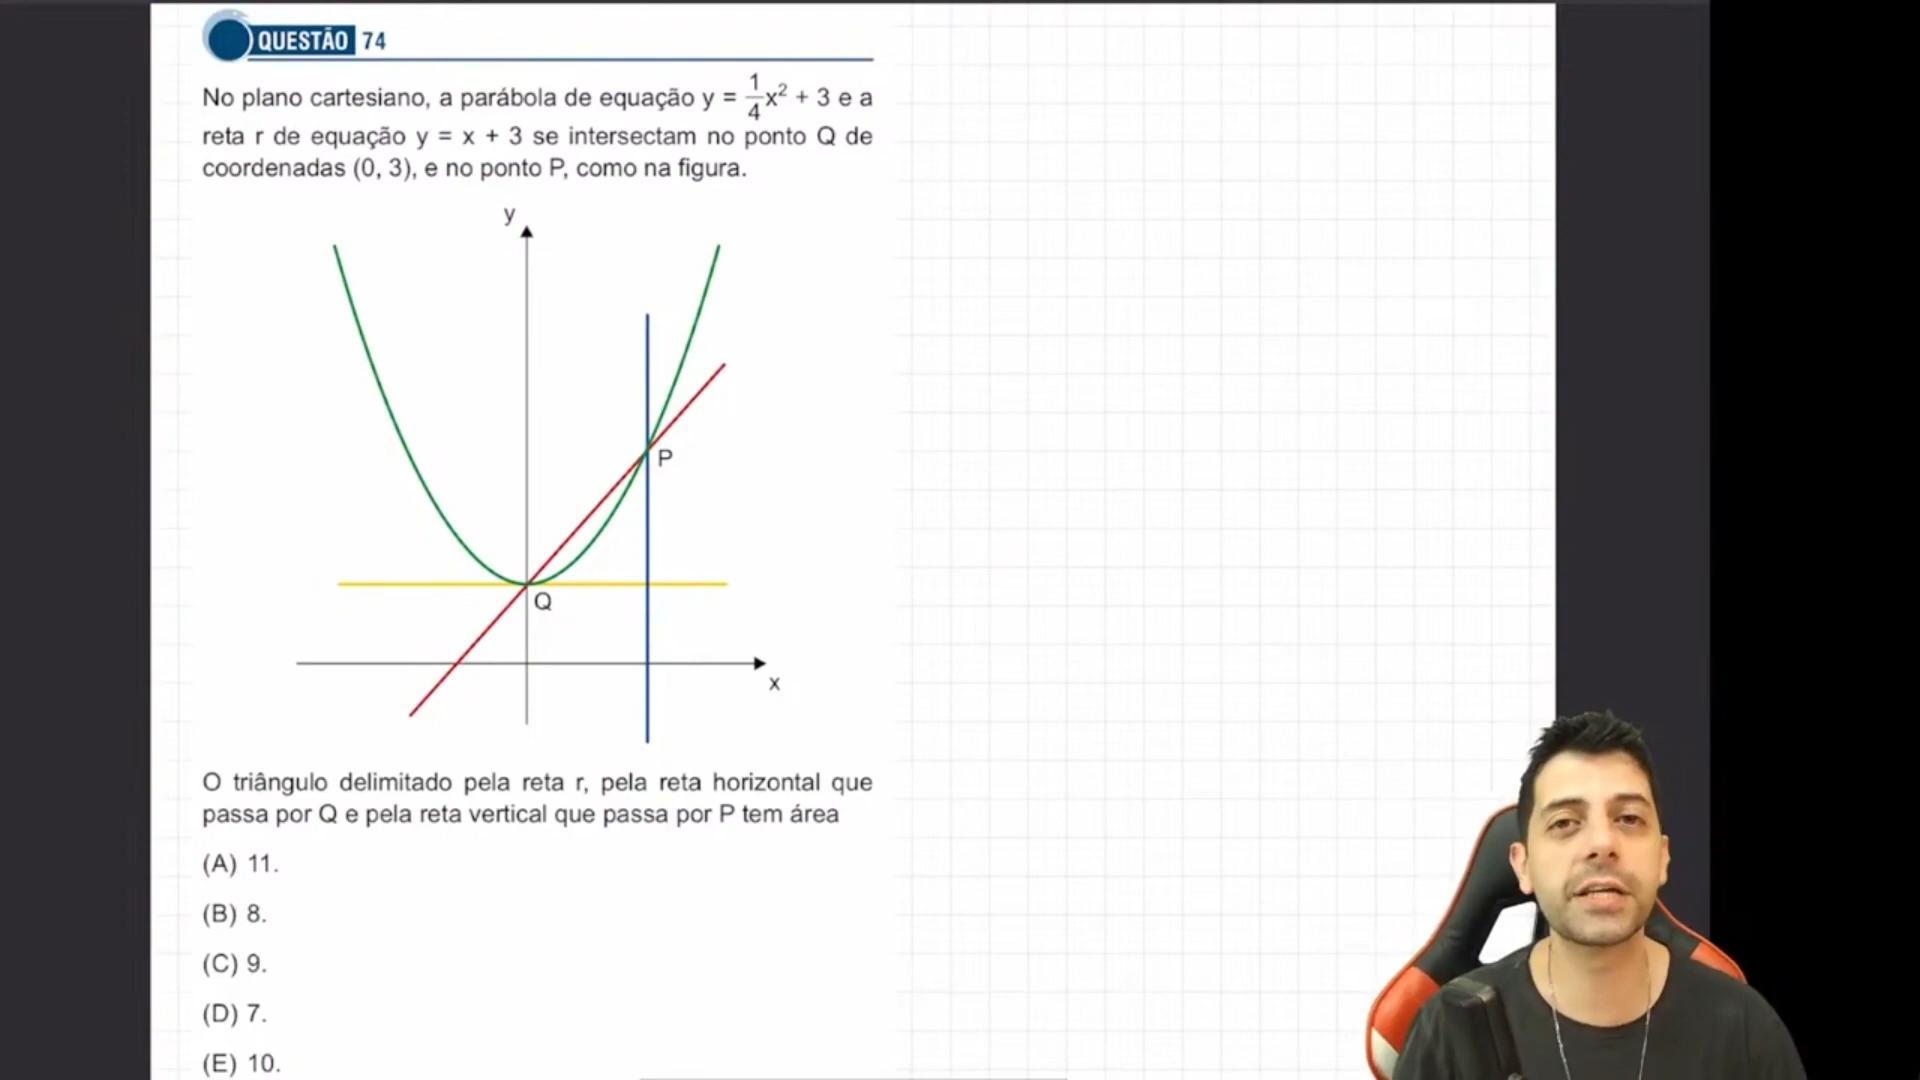 QUESTÃO 74
No plano cartesiano, a parábola de equação y = 1/4 x² + 3 e a
reta r de equação y = x + 3 se intersectam no ponto Q de
coordenadas (0, 3), e no ponto P, como na figura.
y
P
Q
x
O triângulo delimitado pela reta r, pela reta horizontal que
passa por Q e pela reta vertical que passa por P tem área
(A) 11.
(B) 8.
(C) 9.
(D) 7.
(E) 10.